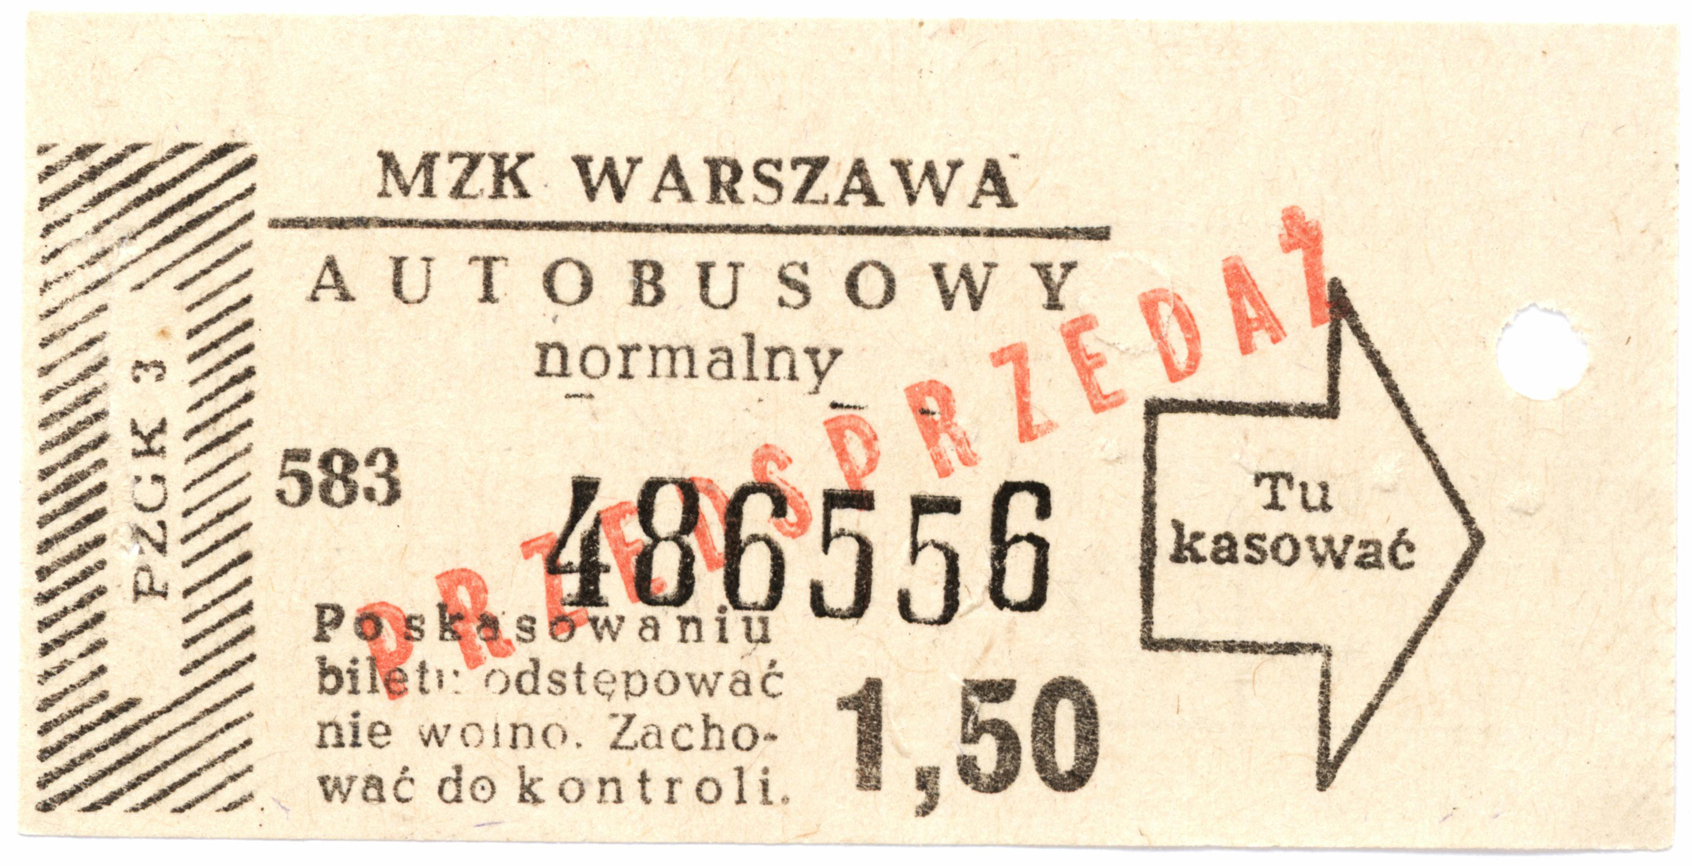 MZK WARSZAWA
AUTOBUSOWY
normalny
583
486556
PRZEDSPRZEDAŻ
Po skasowaniu
biletu odstępować
nie wolno. Zacho-
wać do kontroli.
1,50
Tu
kasować
PZGK 3